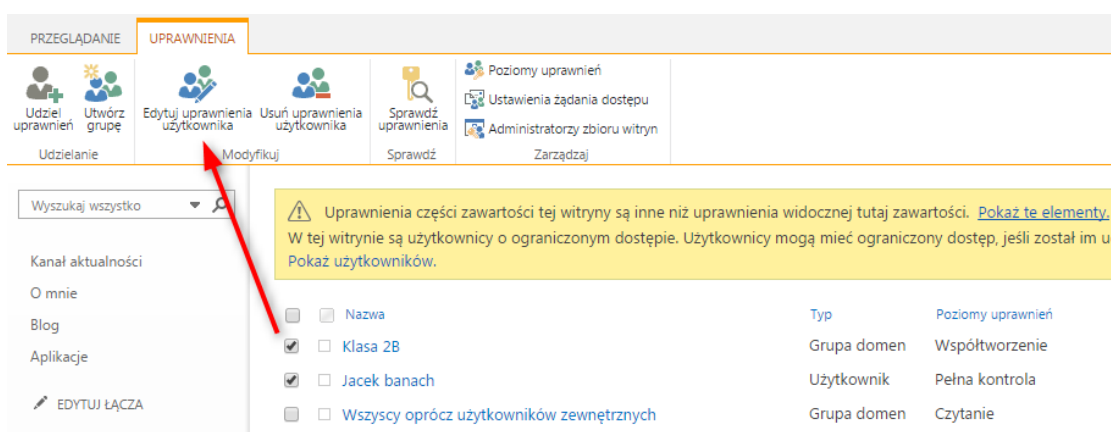 PRZEGLĄDANIE UPRAWNIENIA
Udziel uprawnień
Utwórz grupę
Edytuj uprawnienia użytkownika
Usuń uprawnienia użytkownika
Sprawdź uprawnienia
Poziomy uprawnień
Ustawienia żądania dostępu
Administratorzy zbioru witryn
Udzielanie Modyfikuj Sprawdź Zarządzaj
Wyszukaj wszystko
Kanał aktualności
O mnie
Blog
Aplikacje
EDYTUJ ŁĄCZA
Uprawnienia części zawartości tej witryny są inne niż uprawnienia widocznej tutaj zawartości. Pokaż te elementy.
W tej witrynie są użytkownicy o ograniczonym dostępie. Użytkownicy mogą mieć ograniczony dostęp, jeśli został im u
Pokaż użytkowników.
Nazwa Typ Poziomy uprawnień
Klasa 2B Grupa domen Współtworzenie
Jacek banach Użytkownik Pełna kontrola
Wszyscy oprócz użytkowników zewnętrznych Grupa domen Czytanie